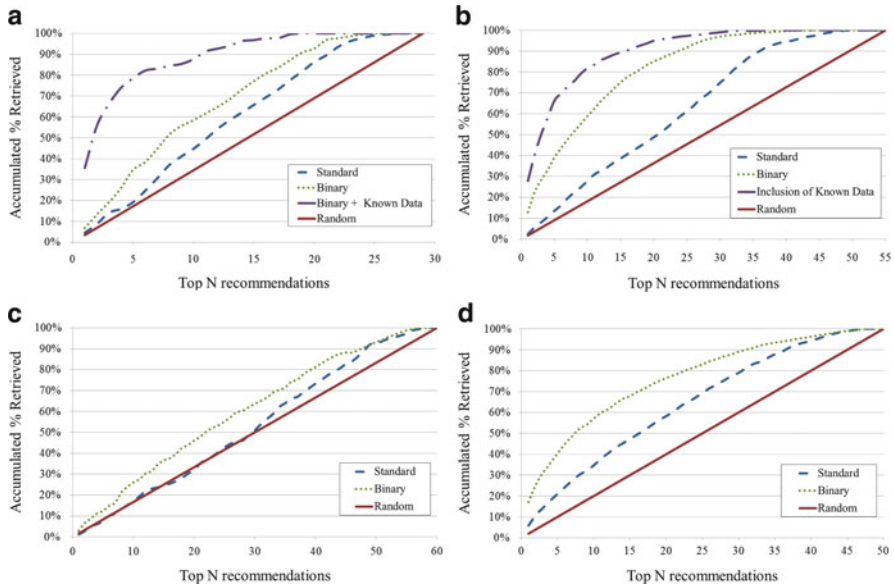 a
Accumulated % Retrieved
100%
90%
80%
70%
60%
50%
40%
30%
20%
10%
0%
Standard
Binary
Binary + Known Data
Random
0 5 10 15 20 25 30
Top N recommendations
b
Accumulated % Retrieved
100%
90%
80%
70%
60%
50%
40%
30%
20%
10%
0%
Standard
Binary
Inclusion of Known Data
Random
0 5 10 15 20 25 30 35 40 45 50 55
Top N recommendations
c
Accumulated % Retrieved
100%
90%
80%
70%
60%
50%
40%
30%
20%
10%
0%
Standard
Binary
Random
0 10 20 30 40 50 60
Top N recommendations
d
Accumulated % Retrieved
100%
90%
80%
70%
60%
50%
40%
30%
20%
10%
0%
Standard
Binary
Random
0 5 10 15 20 25 30 35 40 45 50
Top N recommendations